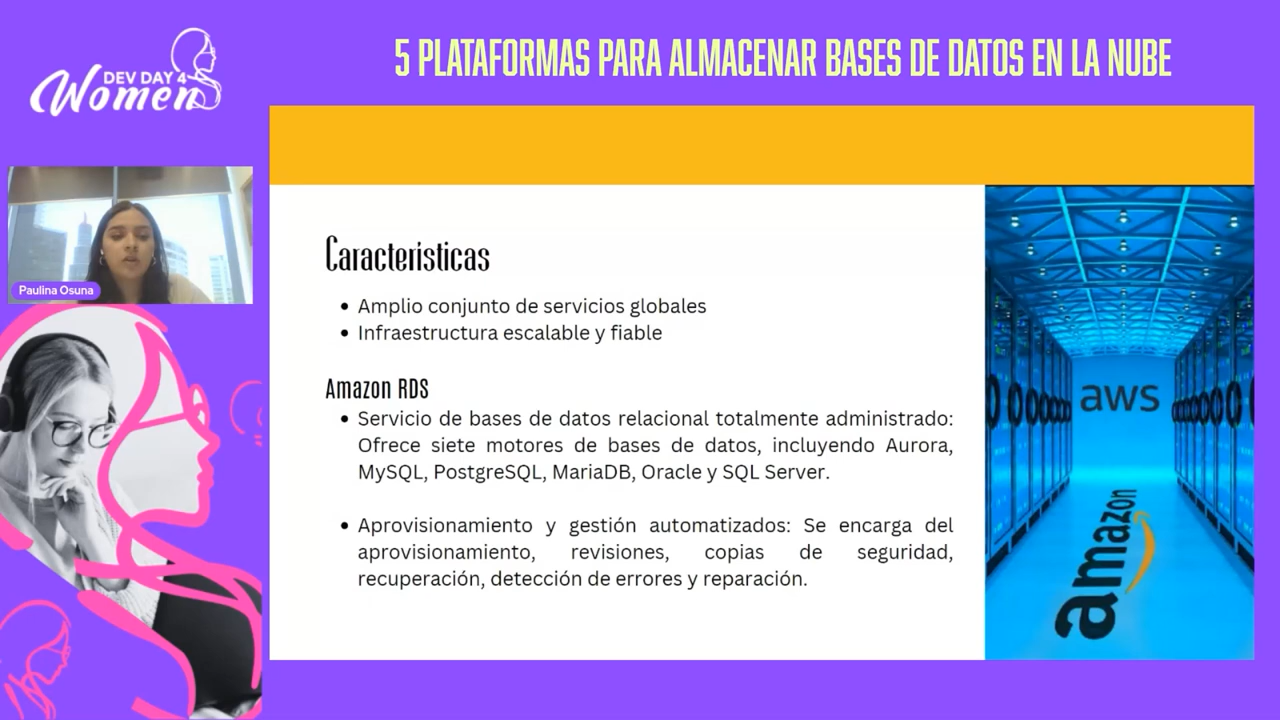 DEV DAY 4
Women
5 PLATAFORMAS PARA ALMACENAR BASES DE DATOS EN LA NUBE
Paulina Osuna
Características
• Amplio conjunto de servicios globales
• Infraestructura escalable y fiable
Amazon RDS
• Servicio de bases de datos relacional totalmente administrado:
Ofrece siete motores de bases de datos, incluyendo Aurora,
MySQL, PostgreSQL, MariaDB, Oracle y SQL Server.
• Aprovisionamiento y gestión automatizados: Se encarga del
aprovisionamiento, revisiones, copias de seguridad,
recuperación, detección de errores y reparación.
aws
amazon